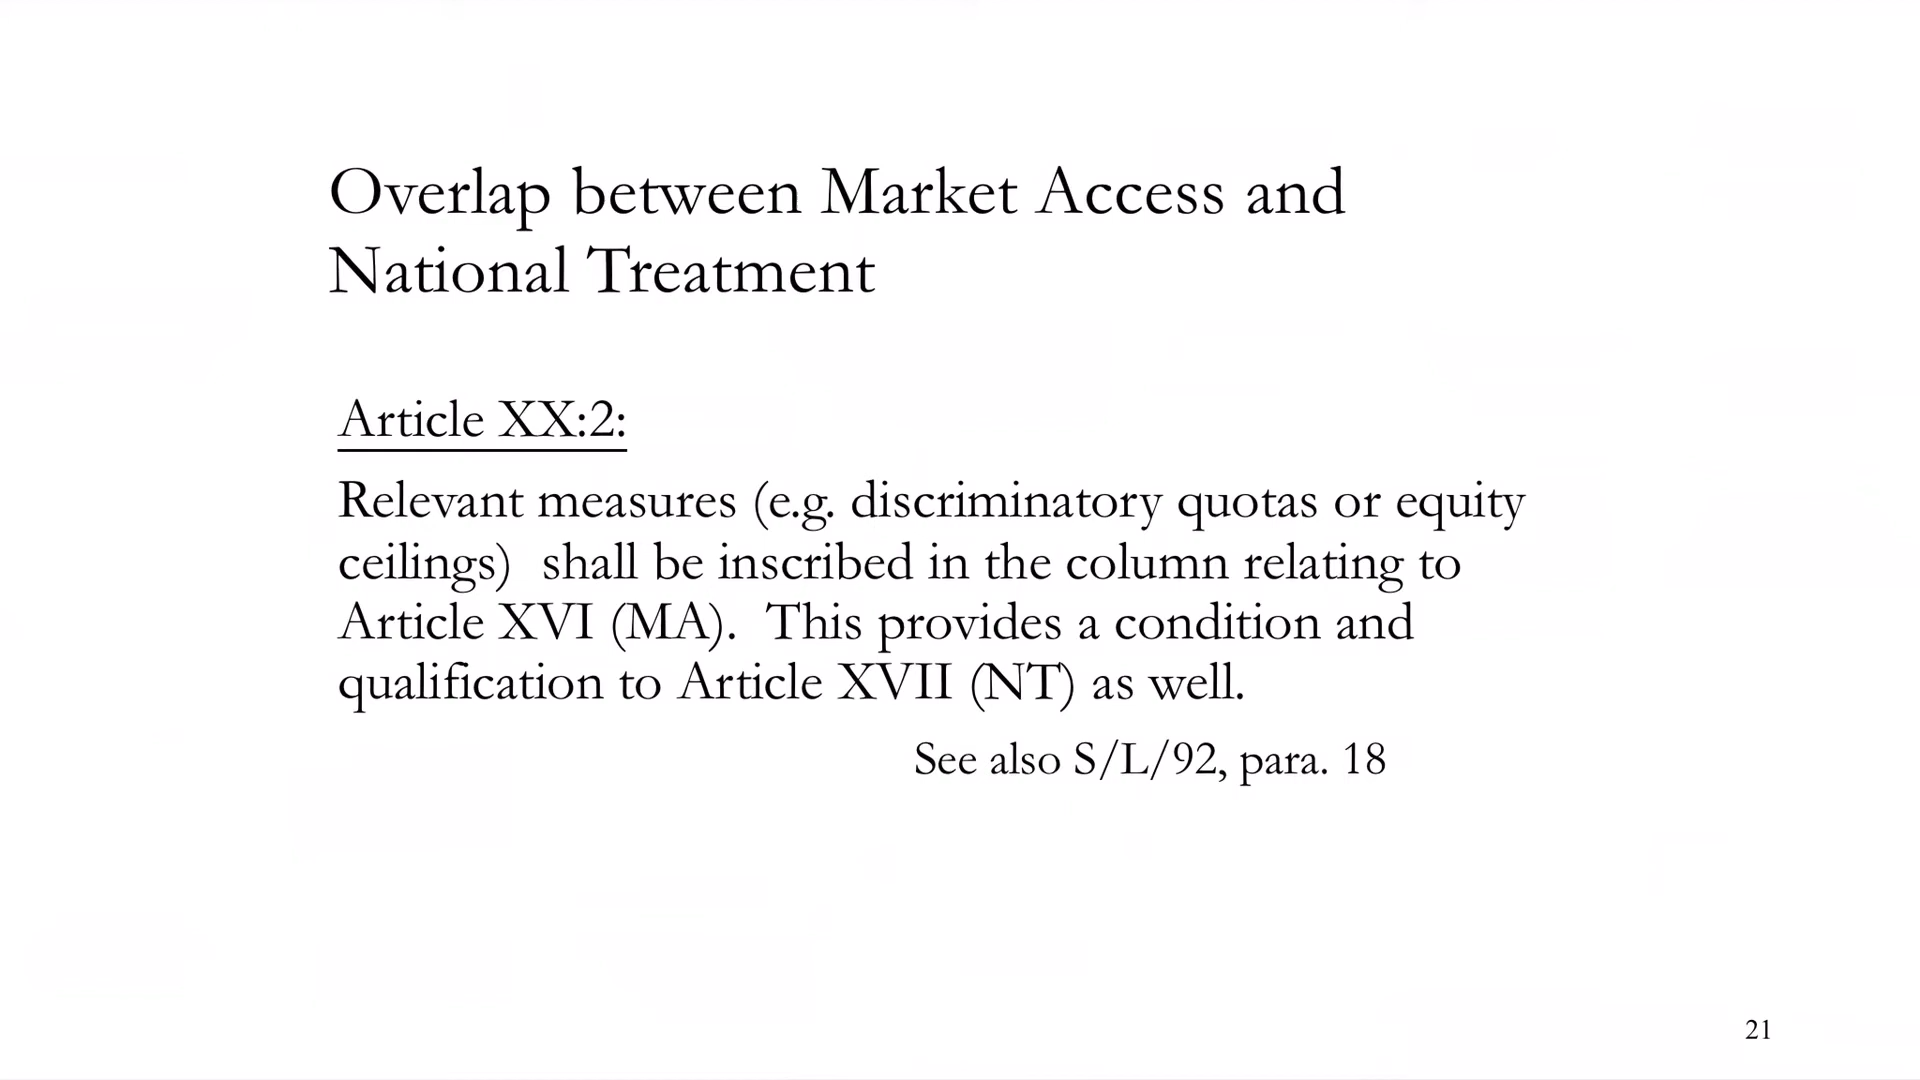 Overlap between Market Access and
National Treatment
Article XX:2:
Relevant measures (e.g. discriminatory quotas or equity
ceilings)  shall be inscribed in the column relating to
Article XVI (MA).  This provides a condition and
qualification to Article XVII (NT) as well.
See also S/L/92, para. 18
21